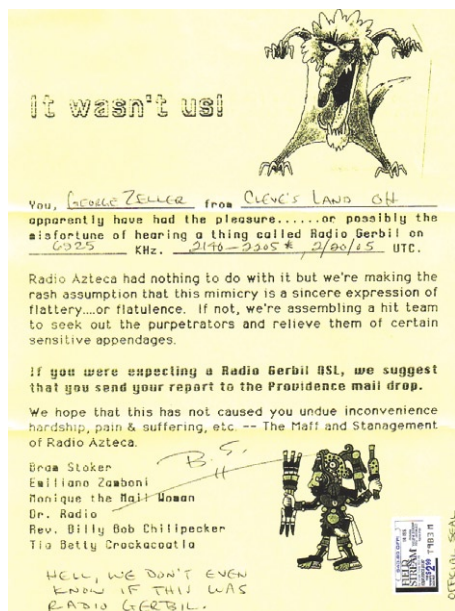 It wasn't us!
You, GEORGE ZELLER from CLEVE'S LAND OH
apparently have had the pleasure......or possibly the
misfortune of hearing a thing called Radio Gerbil on
6925 KHz. 2140-2205*, 2/20/05 UTC.
Radio Azteca had nothing to do with it but we're making the
rash assumption that this mimicry is a sincere expression of
flattery....or flatulence. If not, we're assembling a hit team
to seek out the purpetrators and relieve them of certain
sensitive appendages.
If you were expecting a Radio Gerbil QSL, we suggest
that you send your report to the Providence mail drop.
We hope that this has not caused you undue inconvenience
hardship, pain & suffering, etc. -- The Maff and Stanagement
of Radio Azteca.
B.S.
Bram Stoker
Emiliano Zamboni
Monique the Mail Woman
Dr. Radio
Rev. Billy Bob Chilipecker
Tia Betty Crockacoatla
HELL, WE DON'T EVEN
KNOW IF THIS WAS
RADIO GERBIL.
STREAM
OFFICIAL SEAL